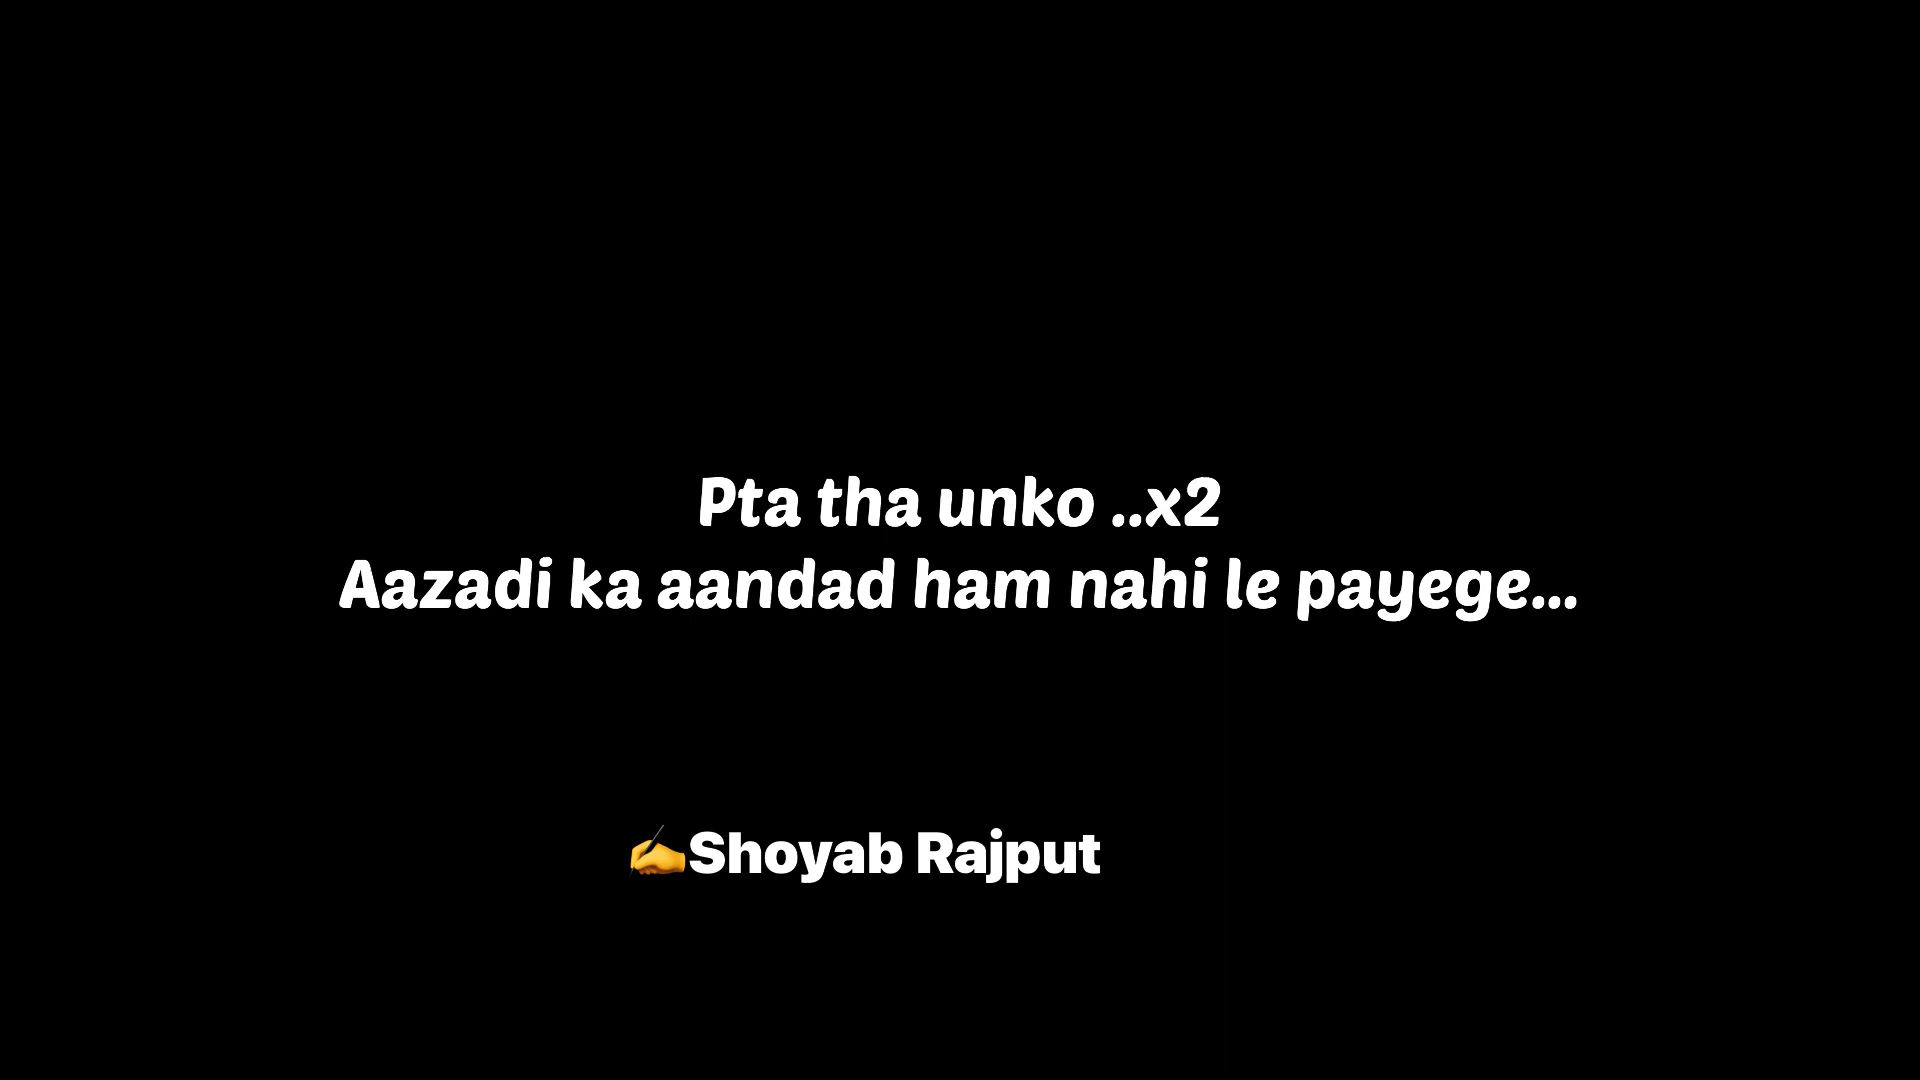 Pta tha unko ..x2
Aazadi ka aandad ham nahi le payege...
✍️Shoyab Rajput